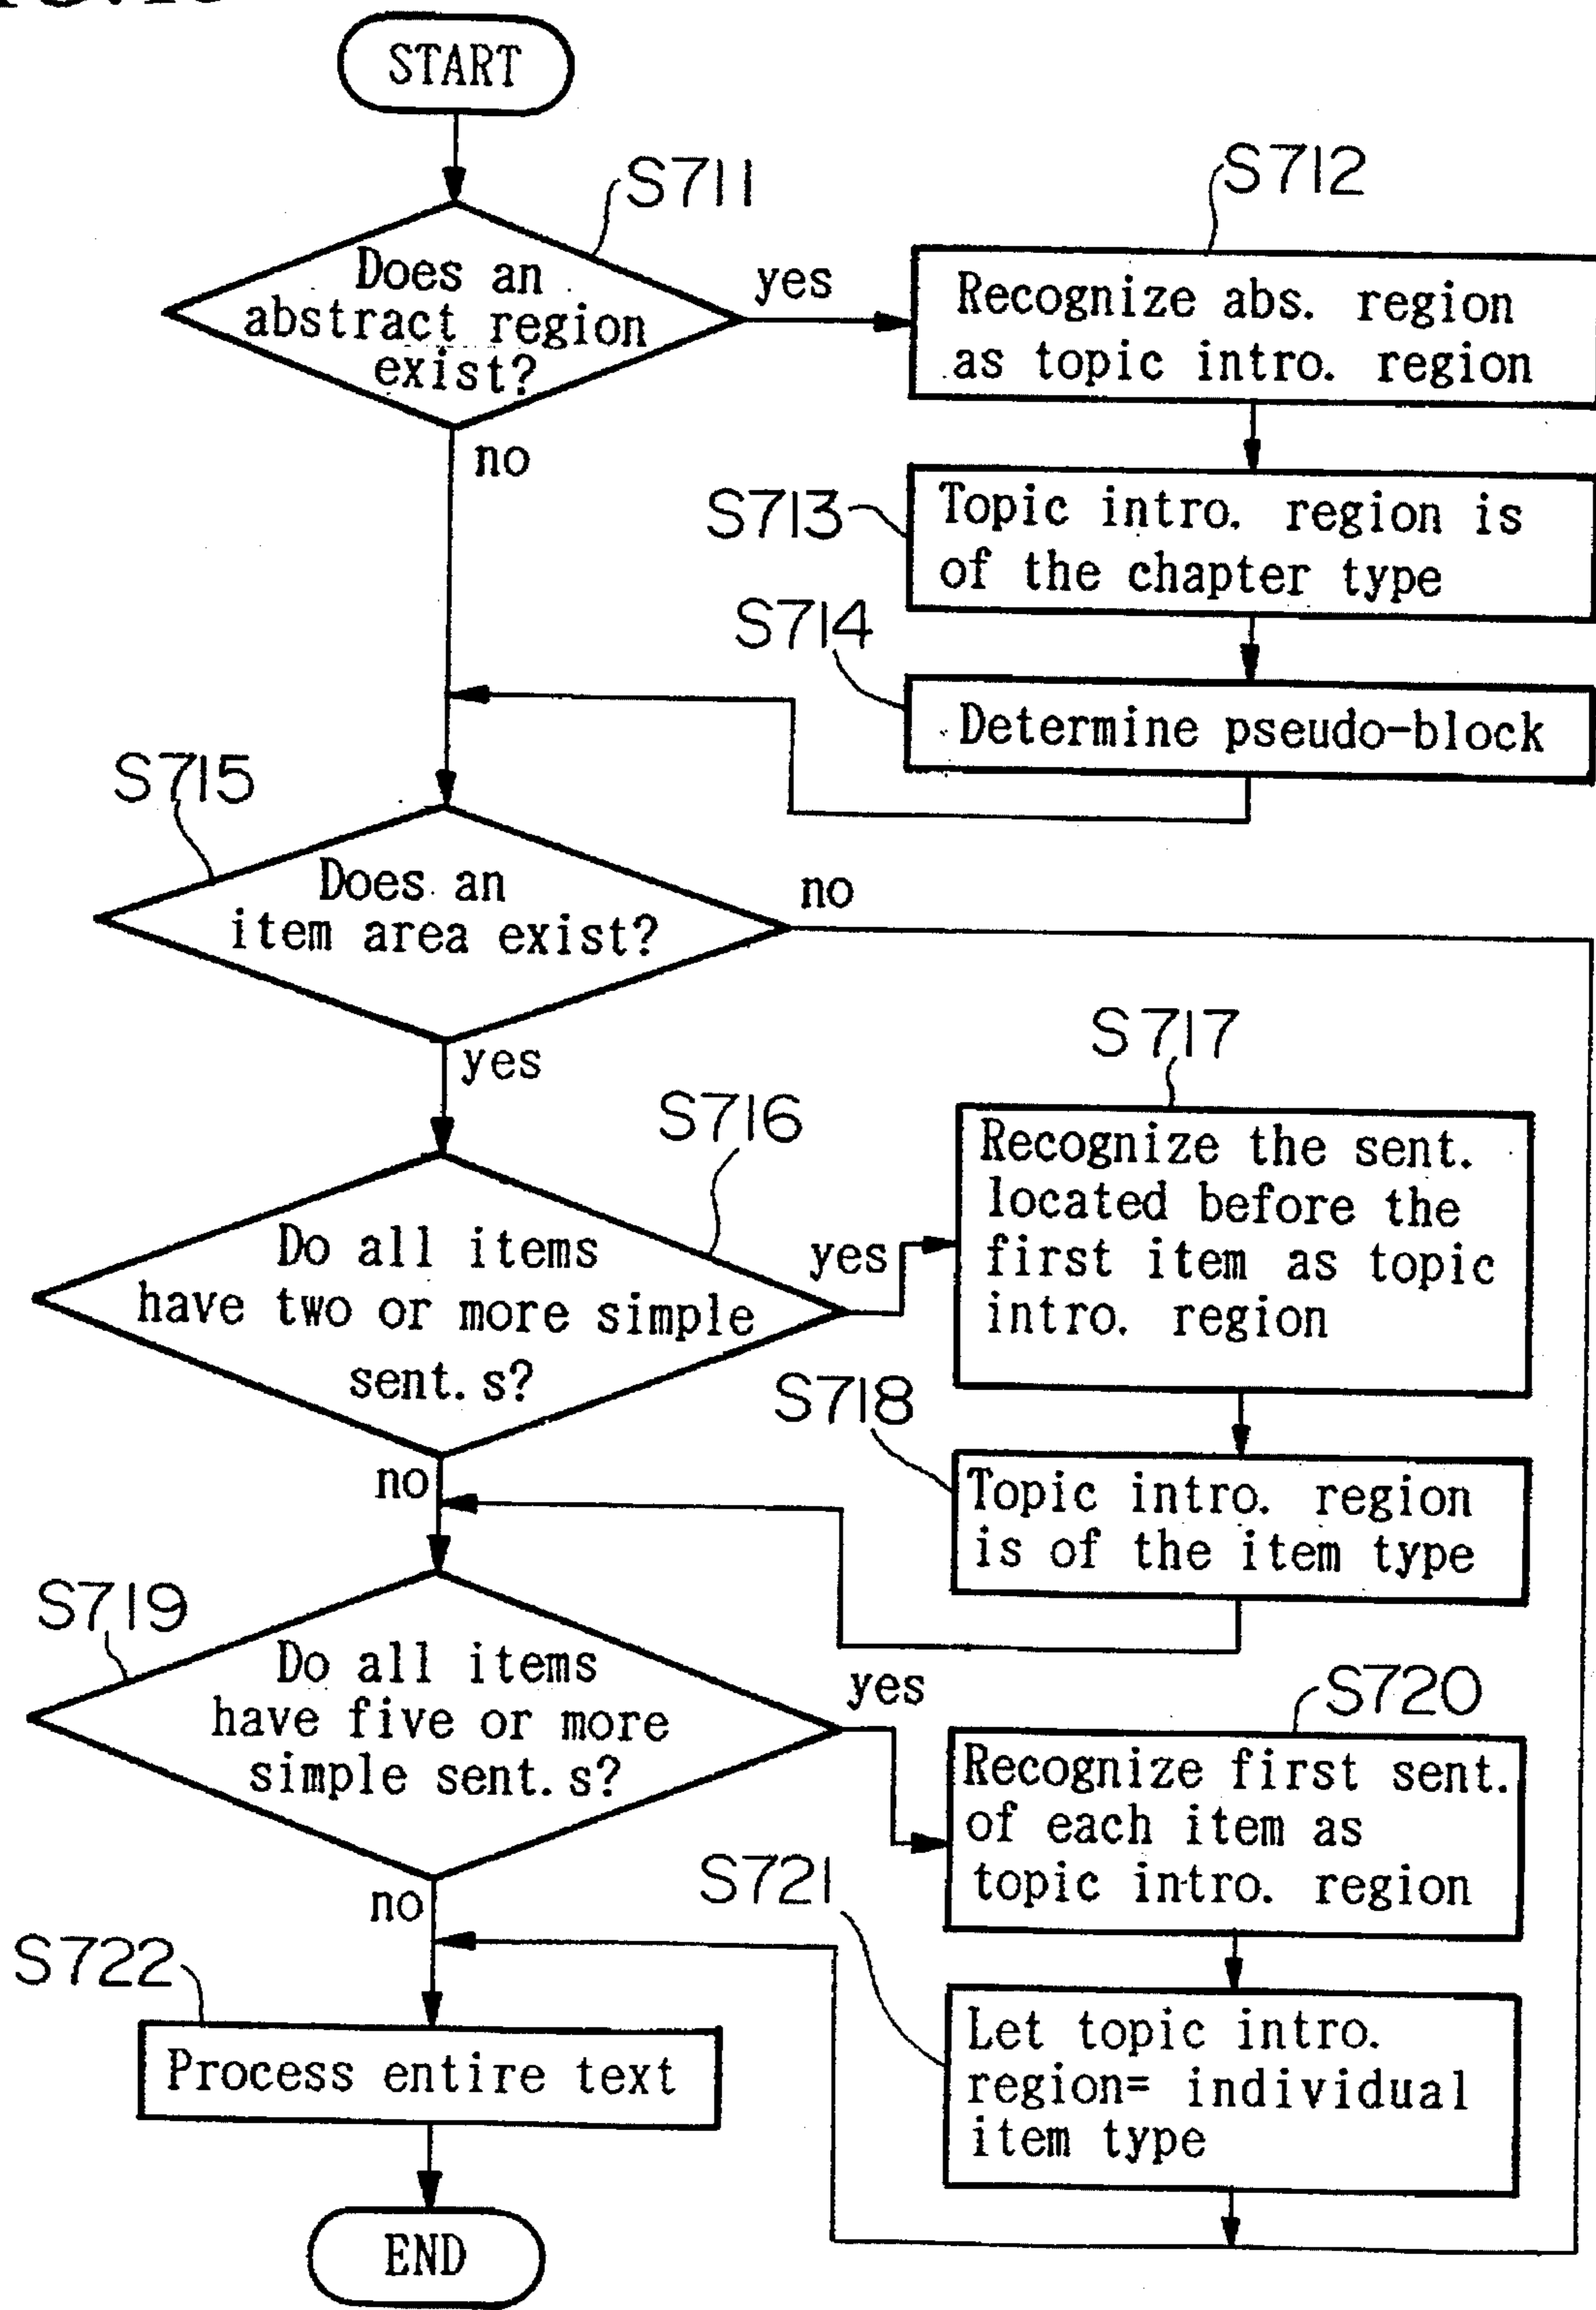 START
S711
Does an
abstract region
exist?
yes
no
S712
Recognize abs. region
as topic intro. region
S713
Topic intro. region is
of the chapter type
S714
Determine pseudo-block
S715
Does an
item area exist?
no
yes
S716
Do all items
have two or more simple
sent.s?
yes
no
S717
Recognize the sent.
located before the
first item as topic
intro. region
S718
Topic intro. region
is of the item type
S719
Do all items
have five or more
simple sent.s?
yes
no
S720
Recognize first sent.
of each item as
topic intro. region
S721
Let topic intro.
region= individual
item type
S722
Process entire text
END